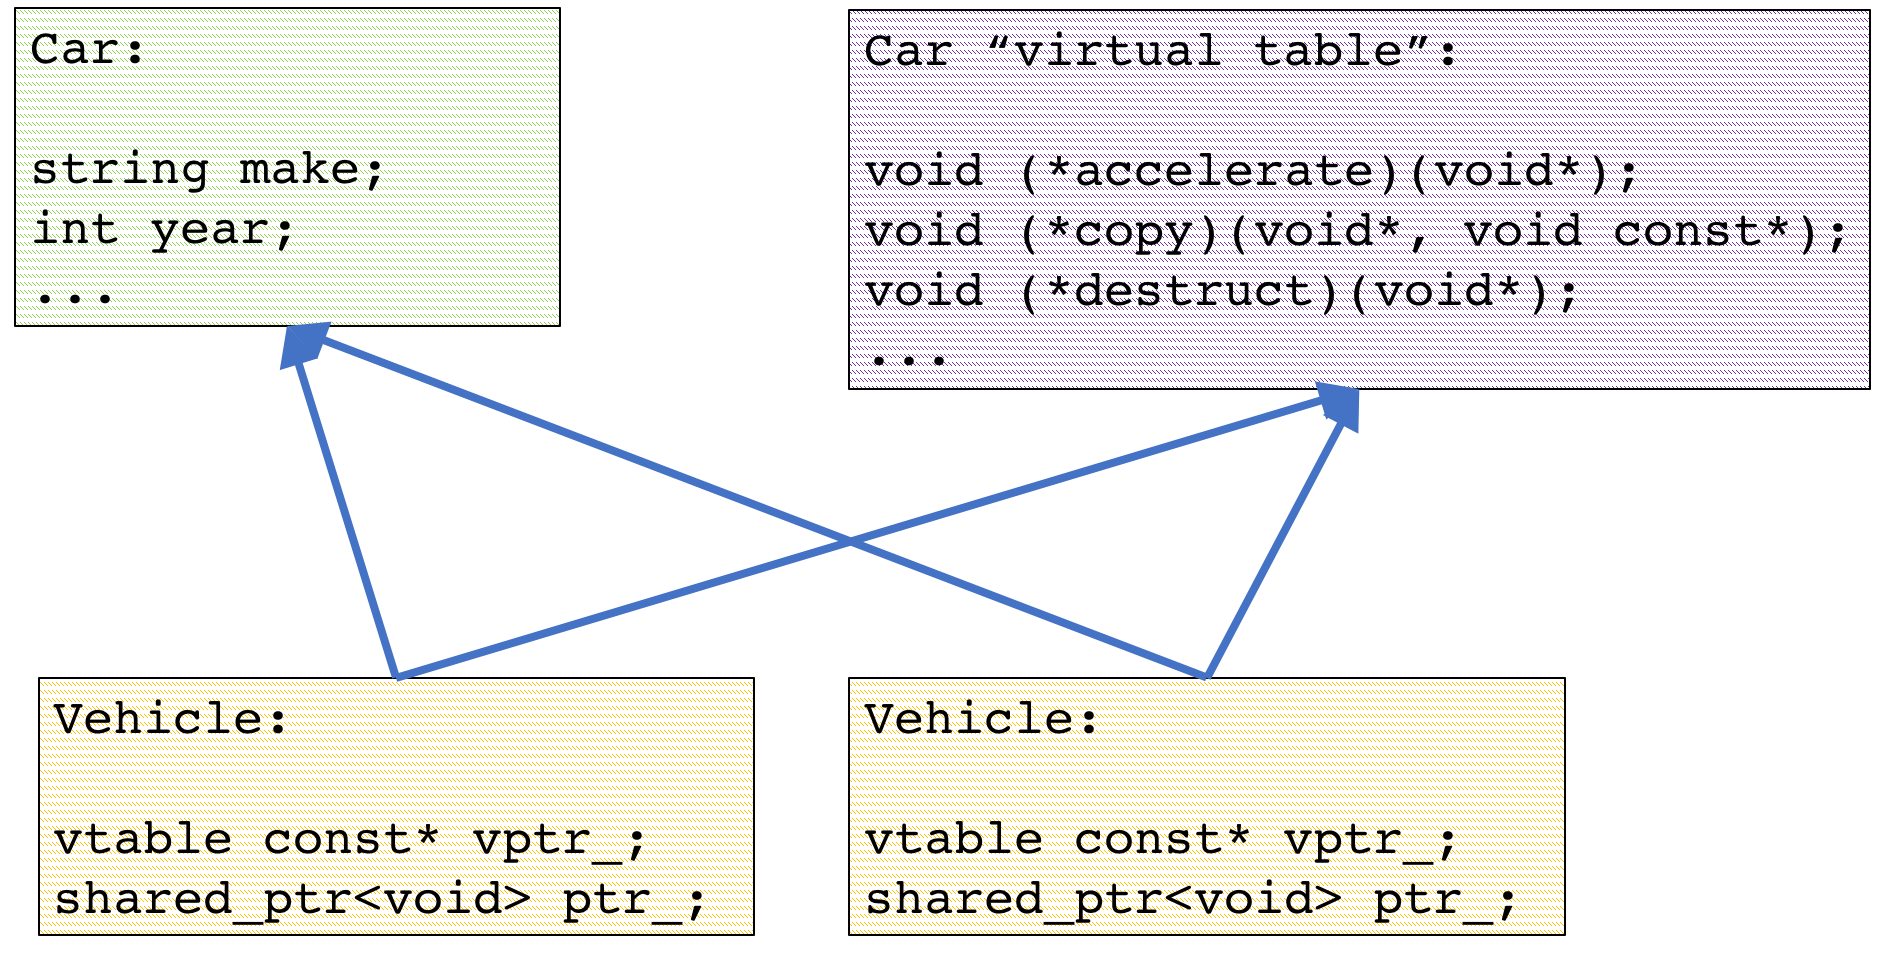 Car:
string make;
int year;
...
Car “virtual table”:
void (*accelerate)(void*);
void (*copy)(void*, void const*);
void (*destruct)(void*);
...
Vehicle:
vtable const* vptr_;
shared_ptr<void> ptr_;
Vehicle:
vtable const* vptr_;
shared_ptr<void> ptr_;